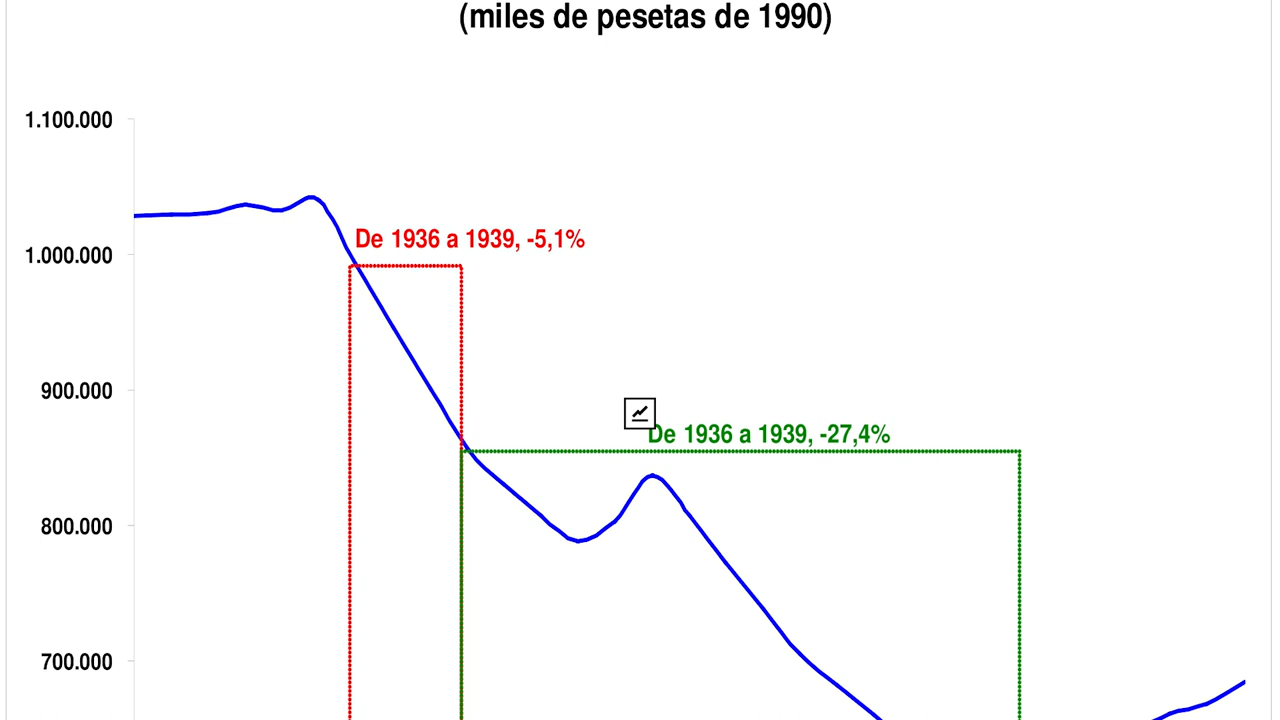 (miles de pesetas de 1990)
1.100.000
De 1936 a 1939, -5,1%
1.000.000
900.000
De 1936 a 1939, -27,4%
800.000
700.000